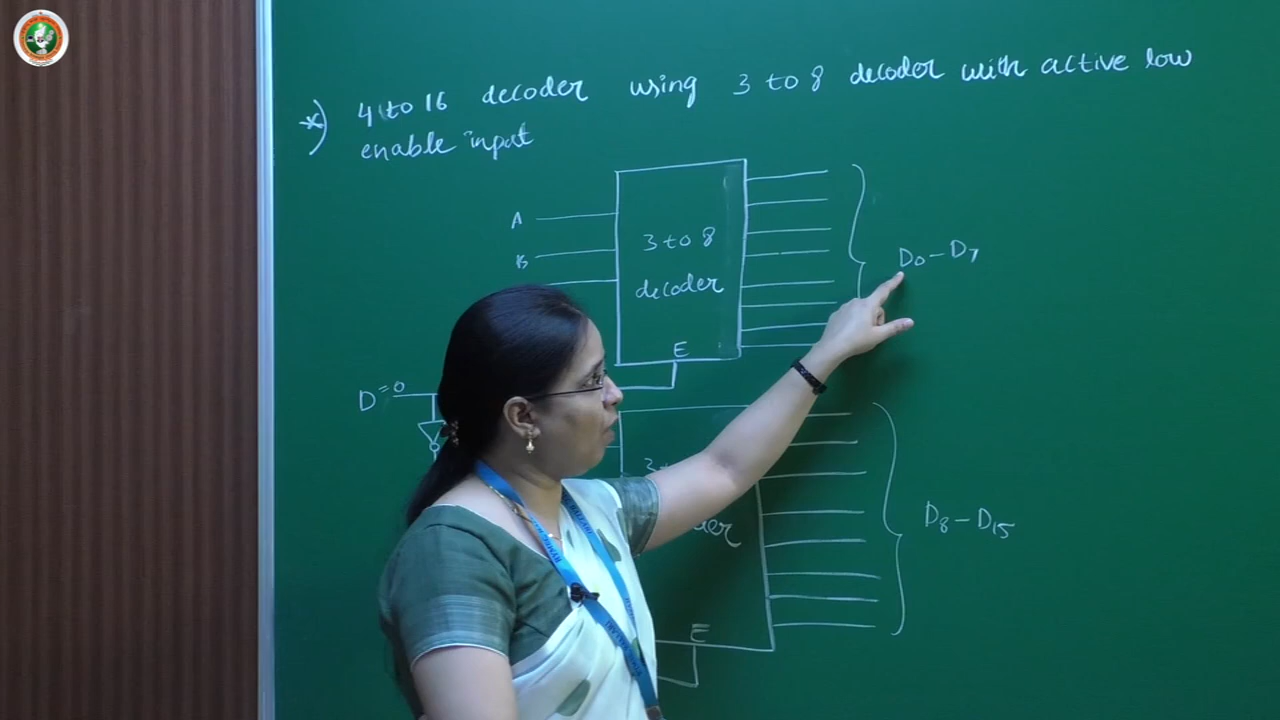 *) 4 to 16 decoder using 3 to 8 decoder with active low
enable input
A
B
3 to 8
decoder
E
D0 - D7
D=0
E
D8 - D15